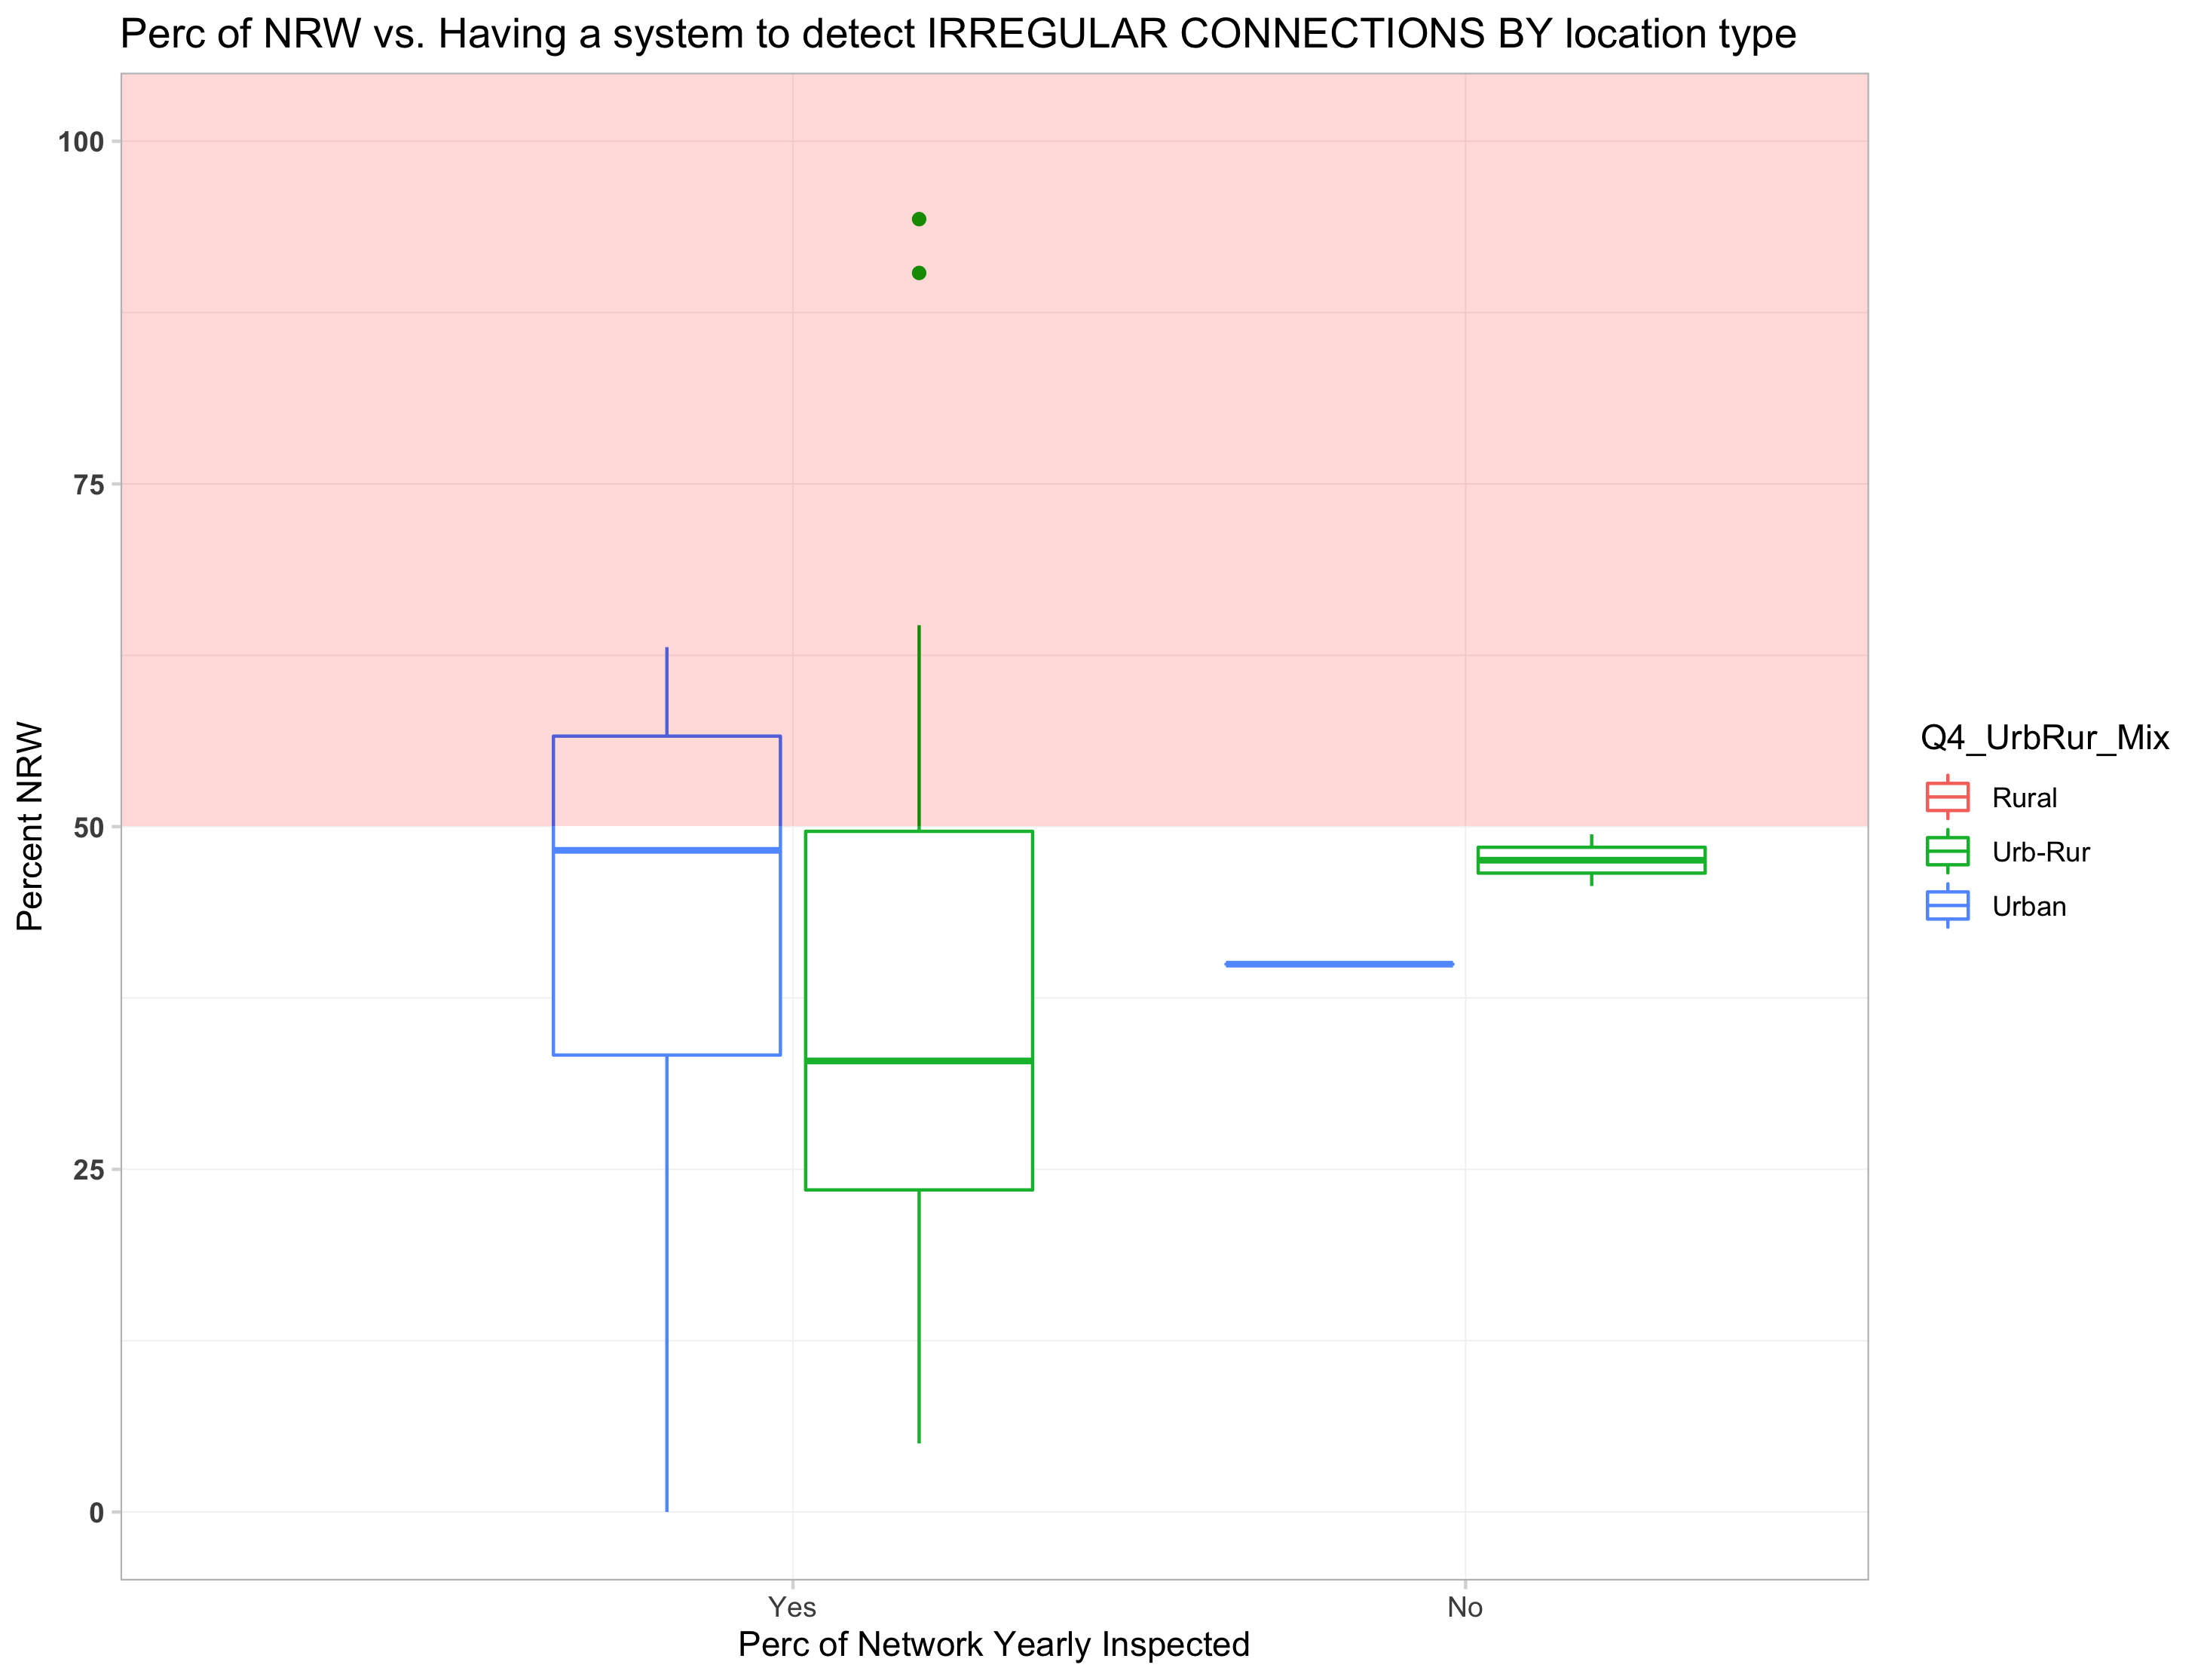 Perc of NRW vs. Having a system to detect IRREGULAR CONNECTIONS BY location type
Percent NRW
100
75
50
25
0
Yes
No
Perc of Network Yearly Inspected
Q4_UrbRur_Mix
Rural
Urb-Rur
Urban